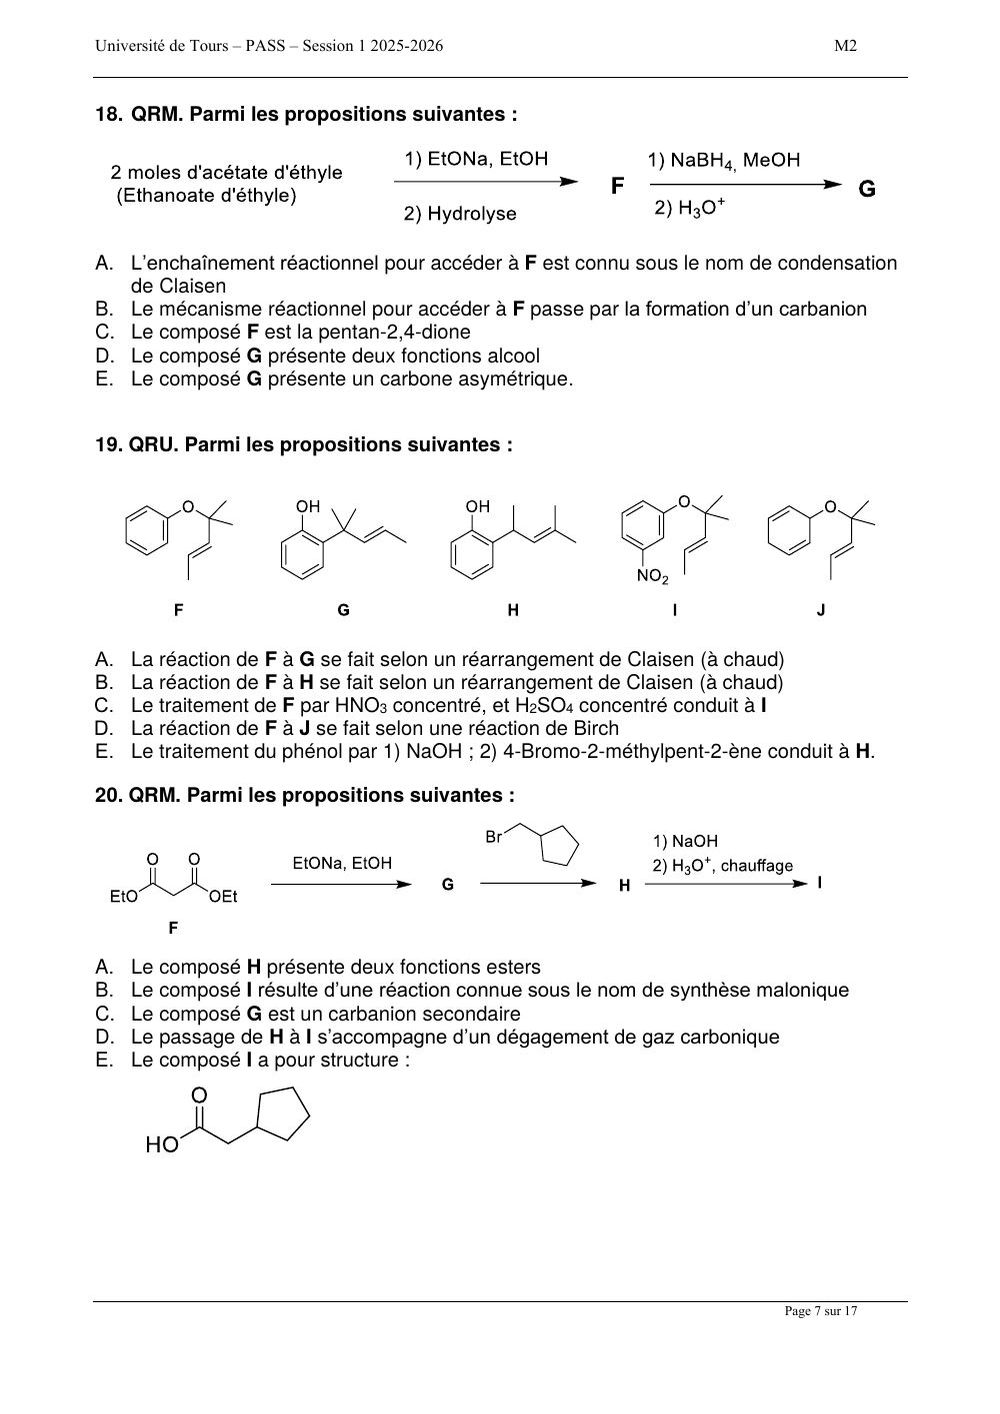 Université de Tours – PASS – Session 1 2025-2026 M2
18. QRM. Parmi les propositions suivantes :
2 moles d'acétate d'éthyle
(Ethanoate d'éthyle)
1) EtONa, EtOH
2) Hydrolyse
F
1) NaBH4, MeOH
2) H3O+
G
A. L'enchaînement réactionnel pour accéder à F est connu sous le nom de condensation
de Claisen
B. Le mécanisme réactionnel pour accéder à F passe par la formation d'un carbanion
C. Le composé F est la pentan-2,4-dione
D. Le composé G présente deux fonctions alcool
E. Le composé G présente un carbone asymétrique.
19. QRU. Parmi les propositions suivantes :
O OH OH O O
NO2
F G H I J
A. La réaction de F à G se fait selon un réarrangement de Claisen (à chaud)
B. La réaction de F à H se fait selon un réarrangement de Claisen (à chaud)
C. Le traitement de F par HNO3 concentré, et H2SO4 concentré conduit à I
D. La réaction de F à J se fait selon une réaction de Birch
E. Le traitement du phénol par 1) NaOH ; 2) 4-Bromo-2-méthylpent-2-ène conduit à H.
20. QRM. Parmi les propositions suivantes :
O O
EtO OEt
F
EtONa, EtOH
G
Br
H
1) NaOH
2) H3O+, chauffage
I
A. Le composé H présente deux fonctions esters
B. Le composé I résulte d'une réaction connue sous le nom de synthèse malonique
C. Le composé G est un carbanion secondaire
D. Le passage de H à I s'accompagne d'un dégagement de gaz carbonique
E. Le composé I a pour structure :
O
HO
Page 7 sur 17